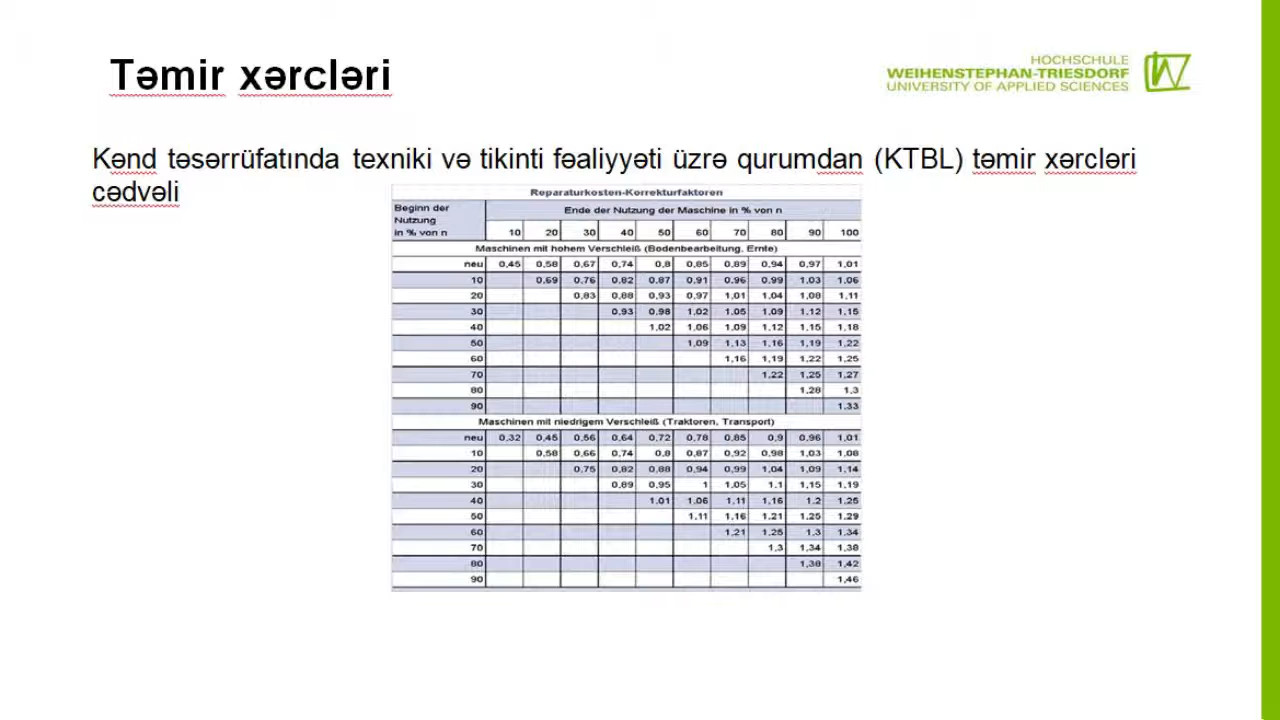 Təmir xərcləri
HOCHSCHULE
WEIHENSTEPHAN-TRIESDORF
UNIVERSITY OF APPLIED SCIENCES
Kənd təsərrüfatında texniki və tikinti fəaliyyəti üzrə qurumdan (KTBL) təmir xərcləri
cədvəli
Reparaturkosten-Korrekturfaktoren
Beginn der
Nutzung
in % von n
Ende der Nutzung der Maschine in % von n
10 20 30 40 50 60 70 80 90 100
Maschinen mit hohem Verschleiß (Bodenbearbeitung, Ernte)
neu 0,45 0,58 0,67 0,74 0,8 0,85 0,89 0,94 0,97 1,01
10 0,69 0,76 0,82 0,87 0,91 0,96 0,99 1,03 1,06
20 0,83 0,88 0,93 0,97 1,01 1,04 1,08 1,11
30 0,93 0,98 1,02 1,05 1,09 1,12 1,15
40 1,02 1,06 1,09 1,12 1,15 1,18
50 1,09 1,13 1,16 1,19 1,22
60 1,16 1,19 1,22 1,25
70 1,22 1,25 1,27
80 1,28 1,3
90 1,33
Maschinen mit niedrigem Verschleiß (Traktoren, Transport)
neu 0,32 0,45 0,56 0,64 0,72 0,78 0,85 0,9 0,96 1,01
10 0,58 0,66 0,74 0,8 0,87 0,92 0,98 1,03 1,08
20 0,75 0,82 0,88 0,94 0,99 1,04 1,09 1,14
30 0,89 0,95 1 1,05 1,1 1,15 1,19
40 1,01 1,06 1,11 1,16 1,2 1,25
50 1,11 1,16 1,21 1,25 1,29
60 1,21 1,25 1,3 1,34
70 1,3 1,34 1,38
80 1,38 1,42
90 1,46